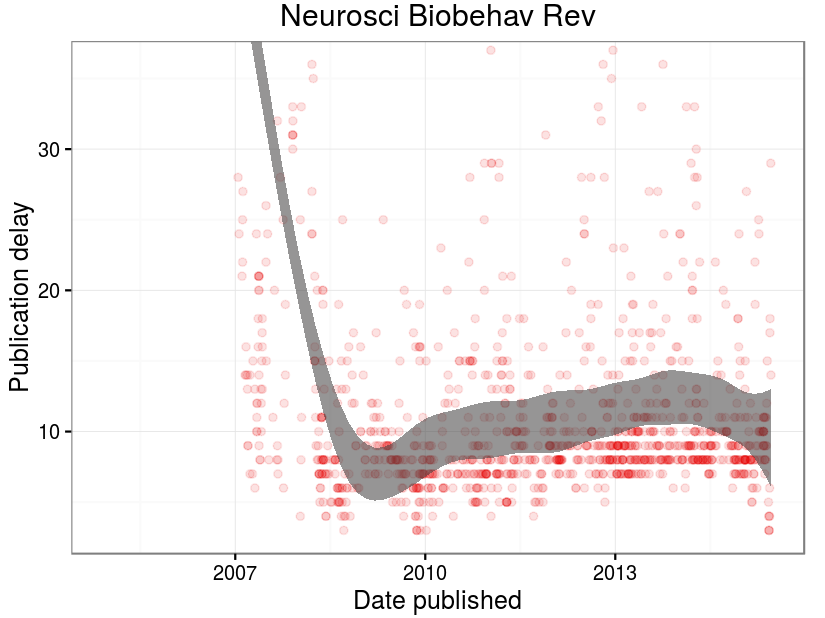 Neurosci Biobehav Rev
Publication delay
30
20
10
2007 2010 2013
Date published